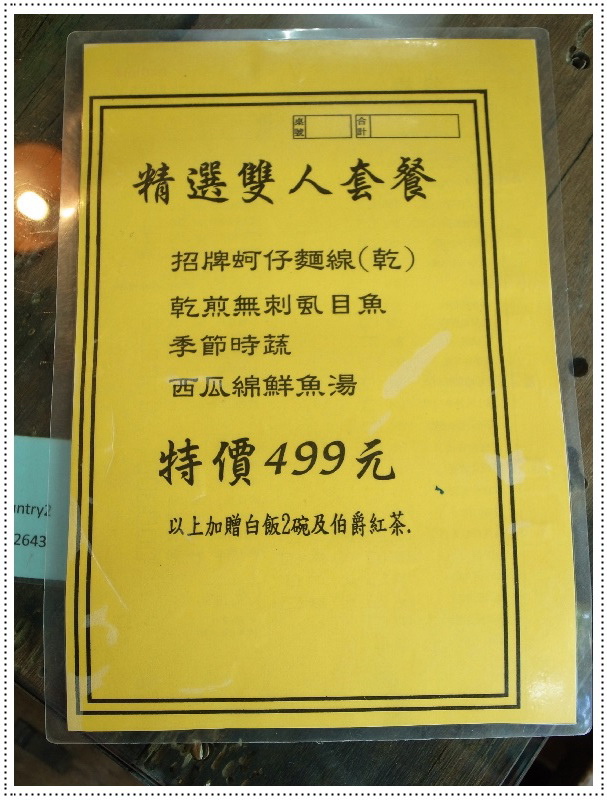 桌號 合計
精選雙人套餐
招牌蚵仔麵線(乾)
乾煎無刺虱目魚
季節時蔬
西瓜綿鮮魚湯
特價499元
以上加贈白飯2碗及伯爵紅茶.
untry2
2643